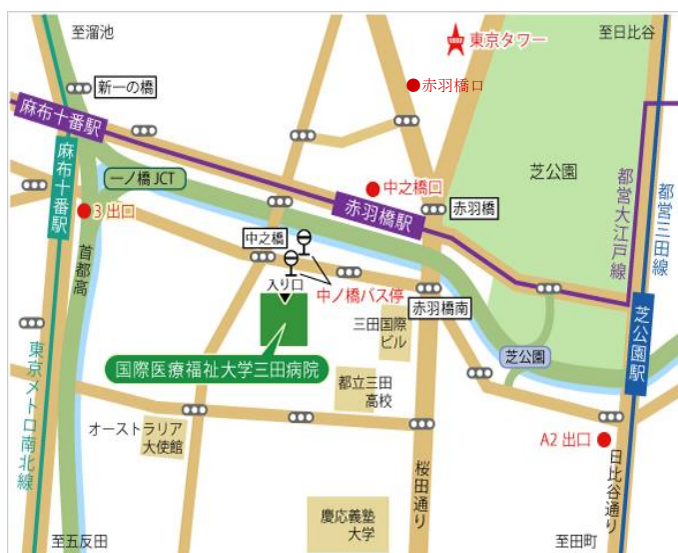 至溜池
東京タワー
至日比谷
新一の橋
赤羽橋口
麻布十番駅
麻布十番駅
一ノ橋 JCT
芝公園
中之橋口
都営大江戸線
都営三田線
3 出口
赤羽橋駅
赤羽橋
首都高
中之橋
入り口
中ノ橋バス停
赤羽橋南
三田国際
ビル
芝公園
芝公園駅
国際医療福祉大学三田病院
都立三田
高校
東京メトロ南北線
オーストラリア
大使館
A2 出口
桜田通り
日比谷通り
慶応義塾
大学
至五反田
至田町